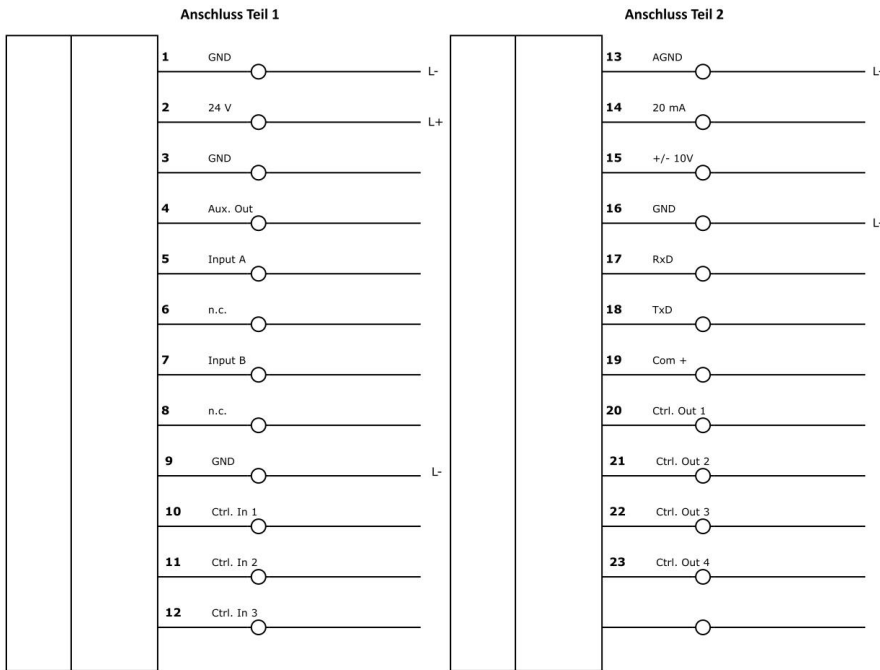 Anschluss Teil 1
1 GND L-
2 24 V L+
3 GND
4 Aux. Out
5 Input A
6 n.c.
7 Input B
8 n.c.
9 GND L-
10 Ctrl. In 1
11 Ctrl. In 2
12 Ctrl. In 3
Anschluss Teil 2
13 AGND L-
14 20 mA
15 +/- 10V
16 GND L-
17 RxD
18 TxD
19 Com +
20 Ctrl. Out 1
21 Ctrl. Out 2
22 Ctrl. Out 3
23 Ctrl. Out 4